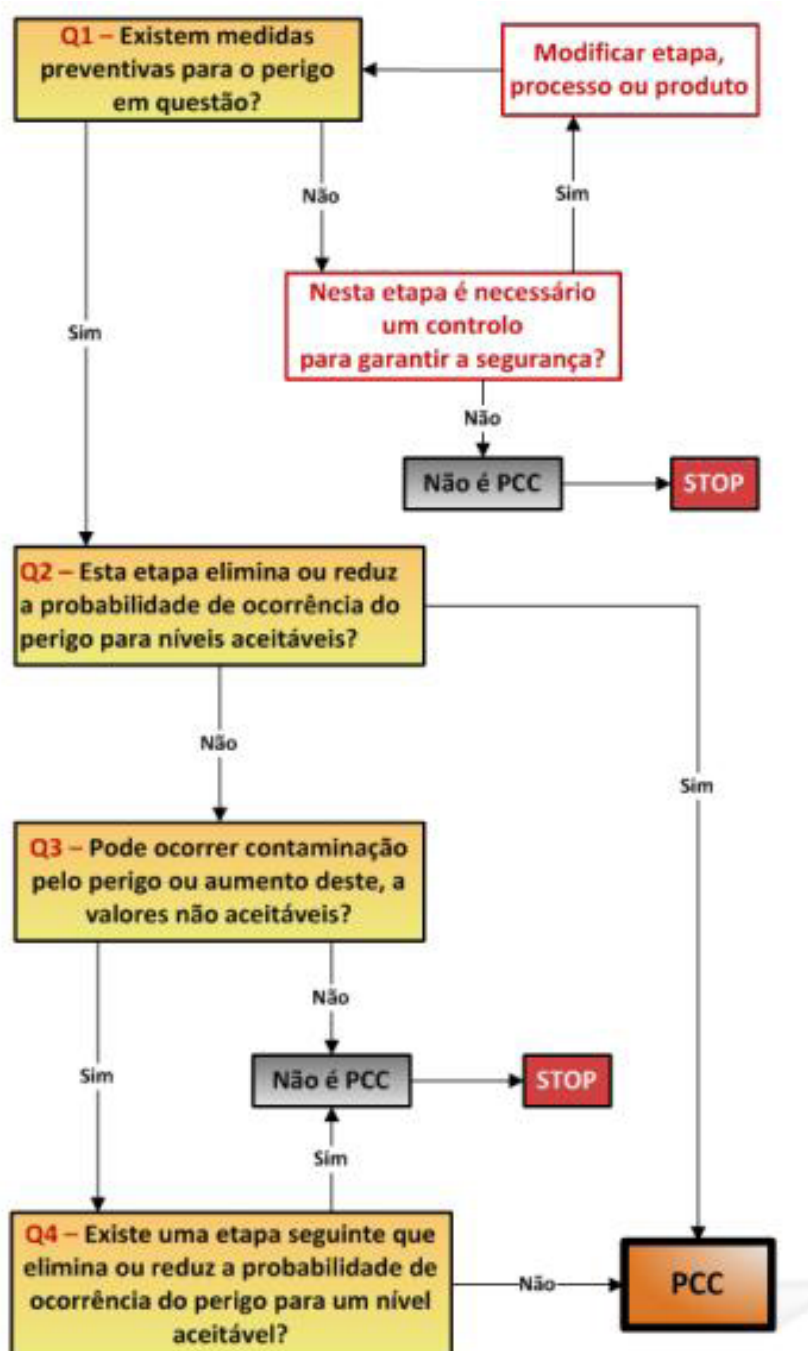 Q1 – Existem medidas
preventivas para o perigo
em questão?
Modificar etapa,
processo ou produto
Não
Sim
Nesta etapa é necessário
um controlo
para garantir a segurança?
Sim
Não
Não é PCC
STOP
Q2 – Esta etapa elimina ou reduz
a probabilidade de ocorrência do
perigo para níveis aceitáveis?
Não
Sim
Q3 – Pode ocorrer contaminação
pelo perigo ou aumento deste, a
valores não aceitáveis?
Não
Sim
Não é PCC
STOP
Sim
Q4 – Existe uma etapa seguinte que
elimina ou reduz a probabilidade de
ocorrência do perigo para um nível
aceitável?
Não
PCC